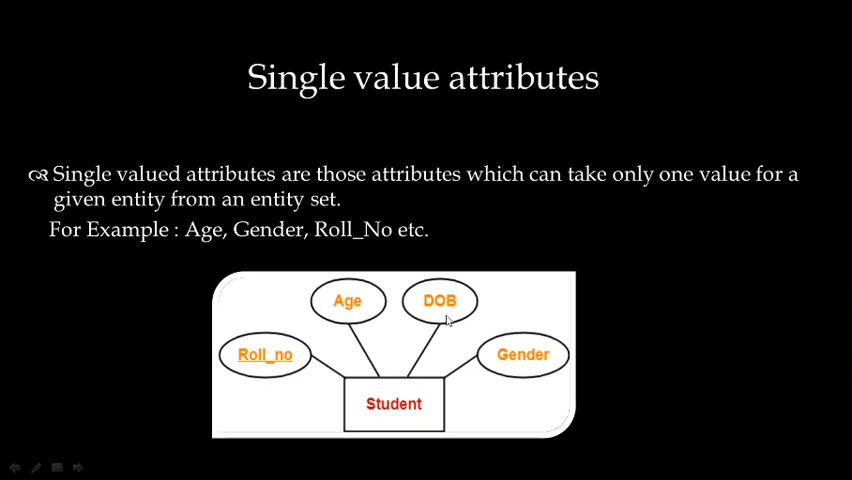 Single value attributes
Single valued attributes are those attributes which can take only one value for a
given entity from an entity set.
For Example : Age, Gender, Roll_No etc.
Age
DOB
Roll_no
Gender
Student